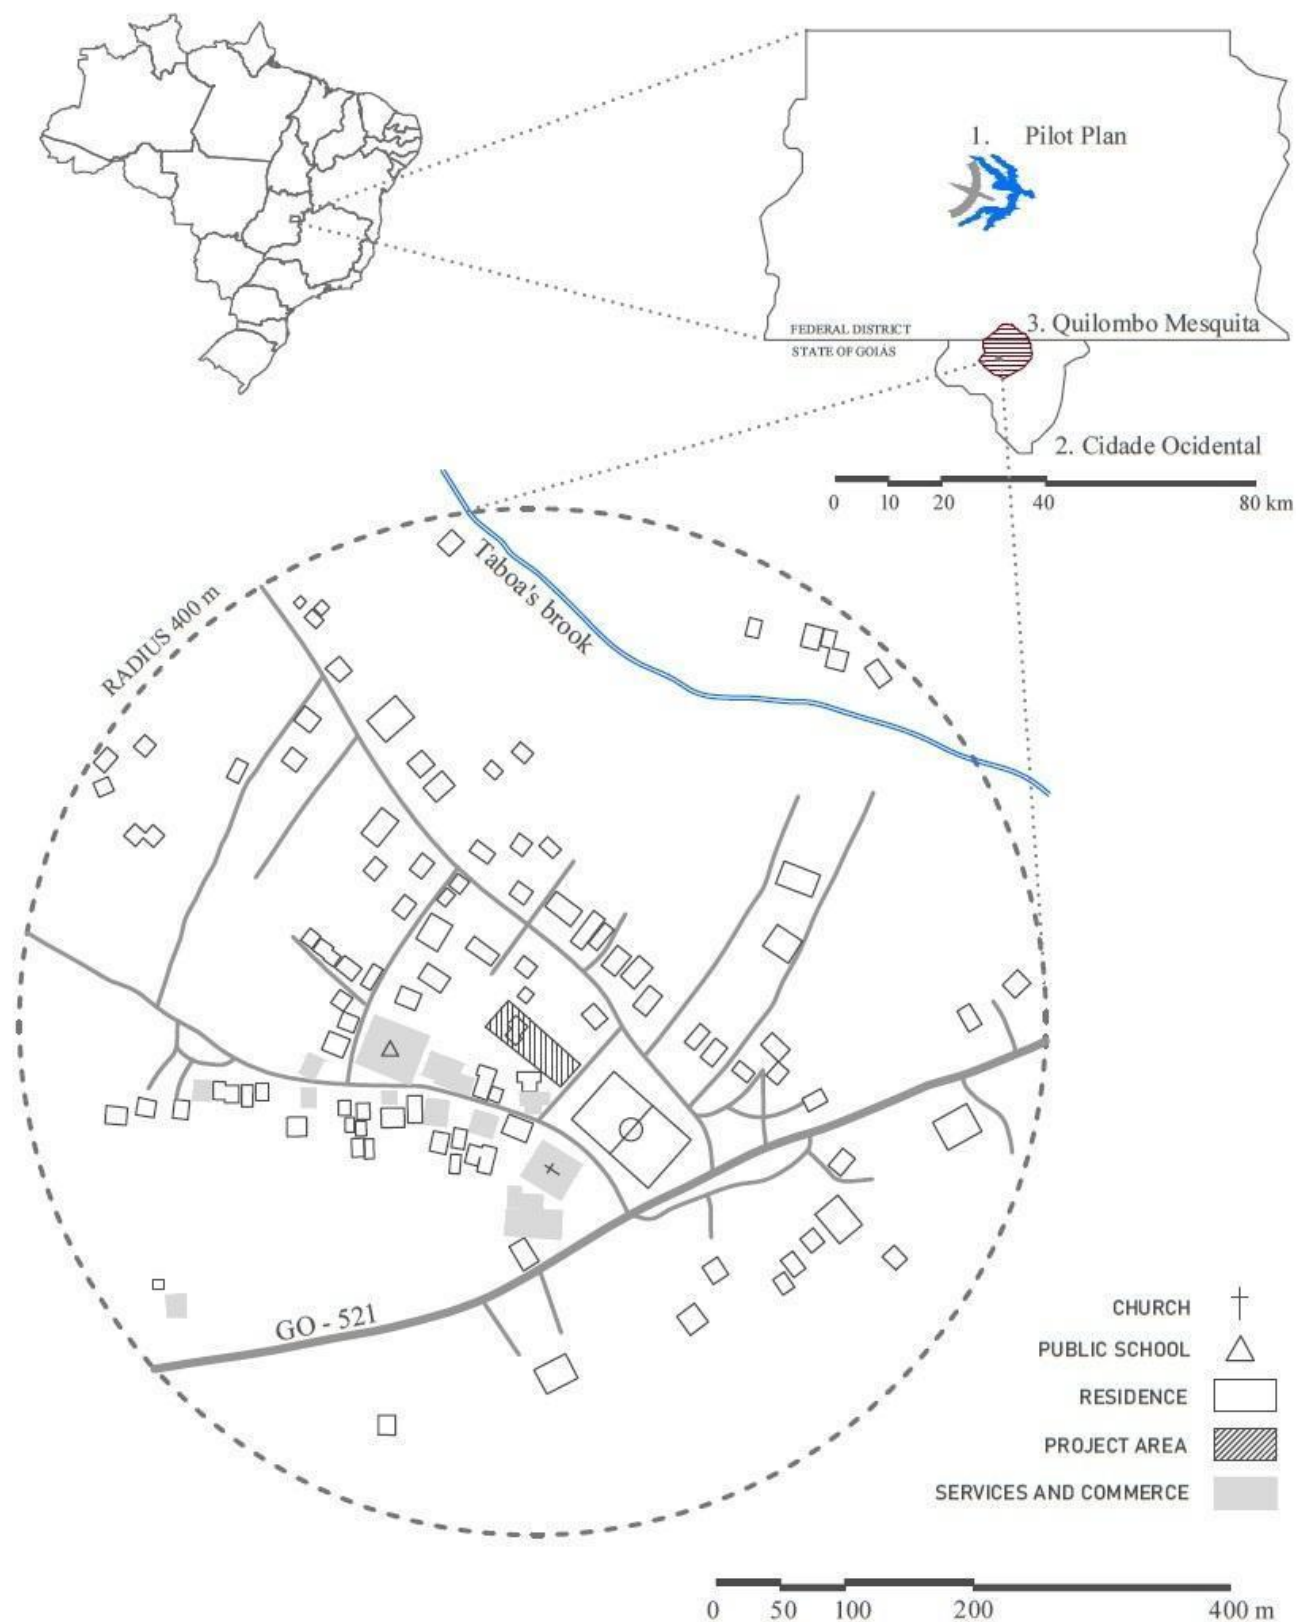 1. Pilot Plan
FEDERAL DISTRICT
STATE OF GOIÁS
3. Quilombo Mesquita
2. Cidade Ocidental
0 10 20 40 80 km
Taboa's brook
RADIUS 400 m
GO - 521
CHURCH
PUBLIC SCHOOL
RESIDENCE
PROJECT AREA
SERVICES AND COMMERCE
0 50 100 200 400 m